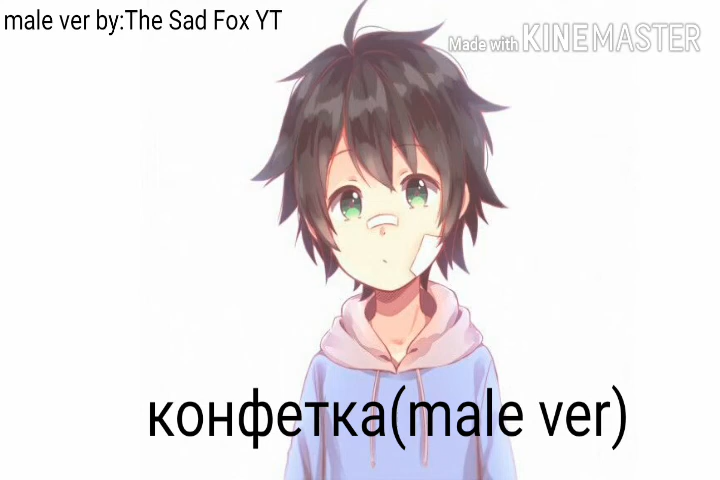 male ver by:The Sad Fox YT
Made with KINEMASTER
конфетка(male ver)